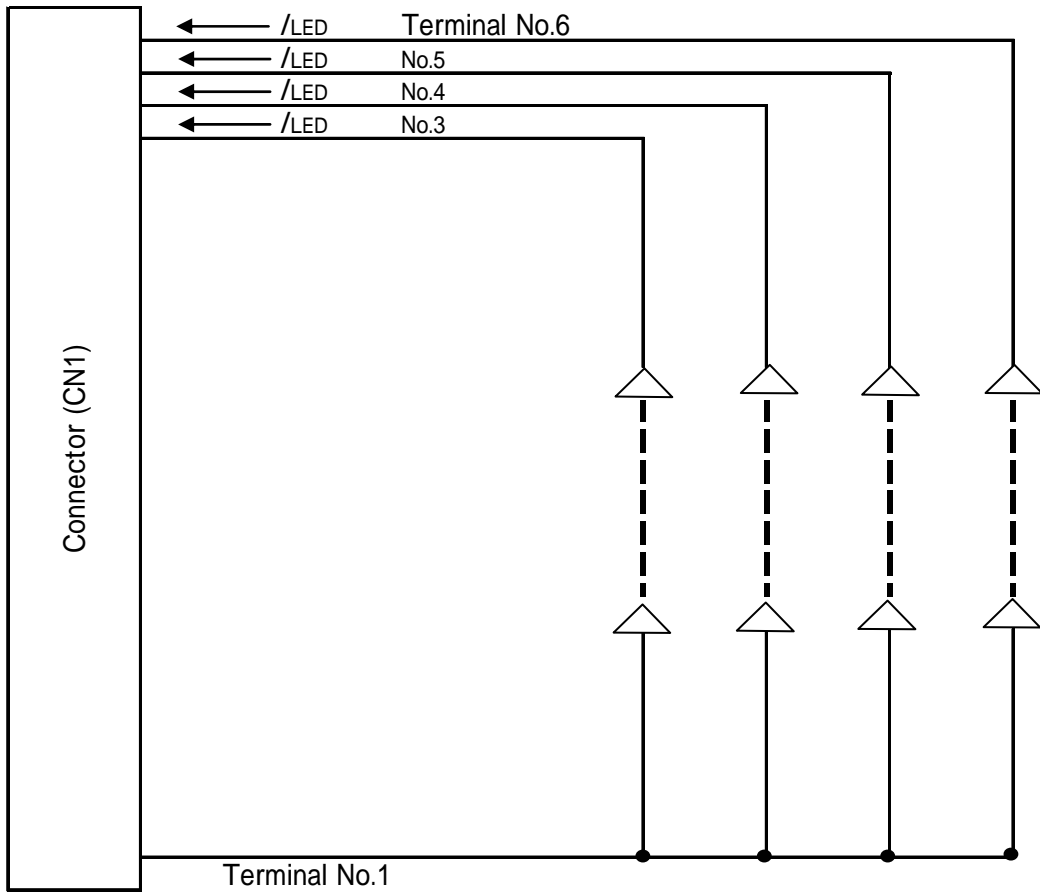 /LED Terminal No.6
/LED No.5
/LED No.4
/LED No.3
Connector (CN1)
Terminal No.1